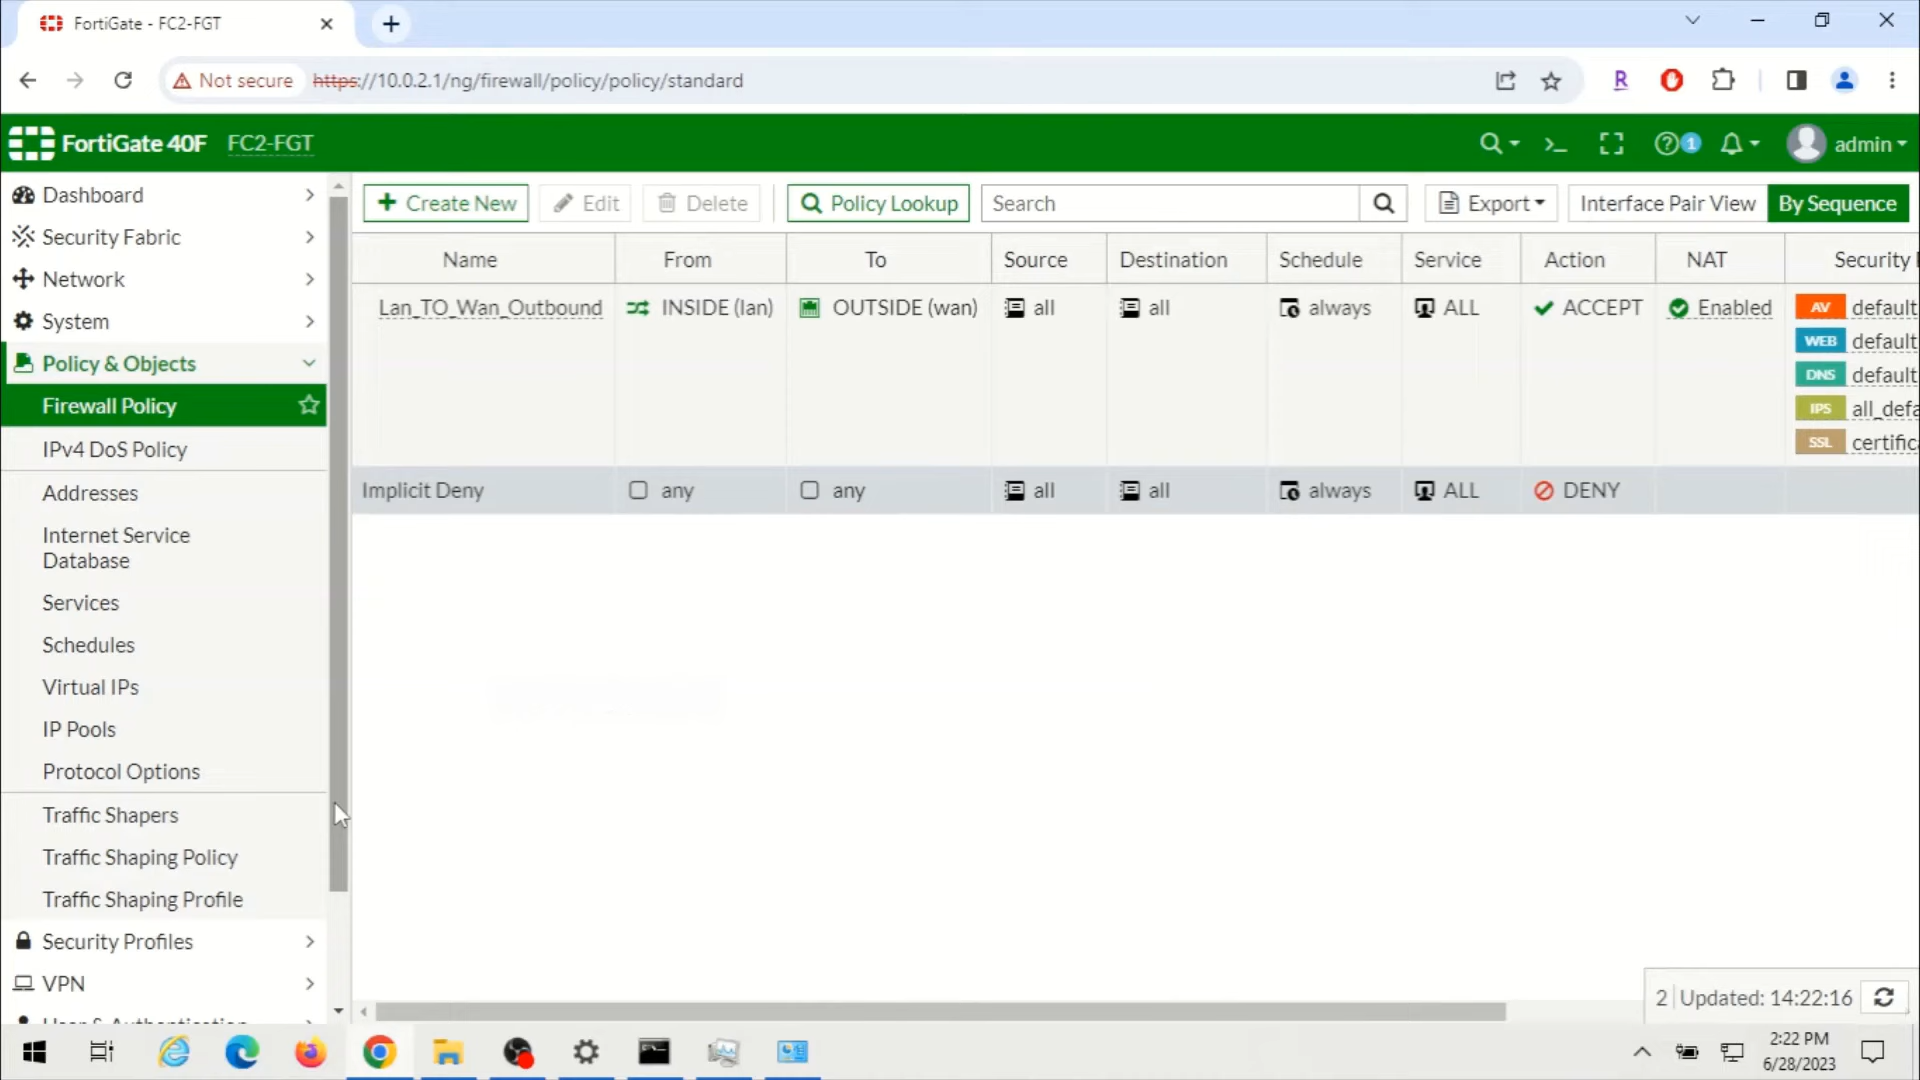 FortiGate - FC2-FGT
Not secure https://10.0.2.1/ng/firewall/policy/policy/standard
R
FortiGate 40F FC2-FGT
1 admin
Dashboard
Security Fabric
Network
System
Policy & Objects
Firewall Policy
IPv4 DoS Policy
Addresses
Internet Service
Database
Services
Schedules
Virtual IPs
IP Pools
Protocol Options
Traffic Shapers
Traffic Shaping Policy
Traffic Shaping Profile
Security Profiles
VPN
User & Authentication
Create New Edit Delete Policy Lookup Search Export Interface Pair View By Sequence
Name From To Source Destination Schedule Service Action NAT Security
Lan_TO_Wan_Outbound INSIDE (lan) OUTSIDE (wan) all all always ALL ACCEPT Enabled AV default
WEB default
DNS default
IPS all_defa
SSL certific
Implicit Deny any any all all always ALL DENY
2 Updated: 14:22:16
2:22 PM
6/28/2023